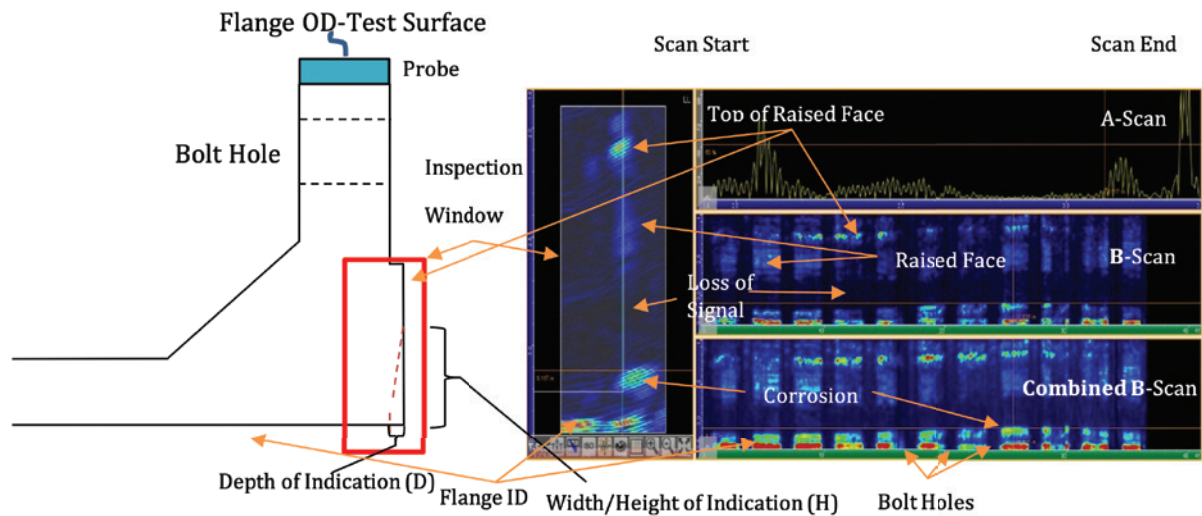 Flange OD-Test Surface
Probe
Bolt Hole
Inspection
Window
Scan Start
Scan End
Top of Raised Face
A-Scan
B-Scan
Raised Face
Loss of
Signal
Corrosion
Combined B-Scan
Depth of Indication (D)
Flange ID
Width/Height of Indication (H)
Bolt Holes